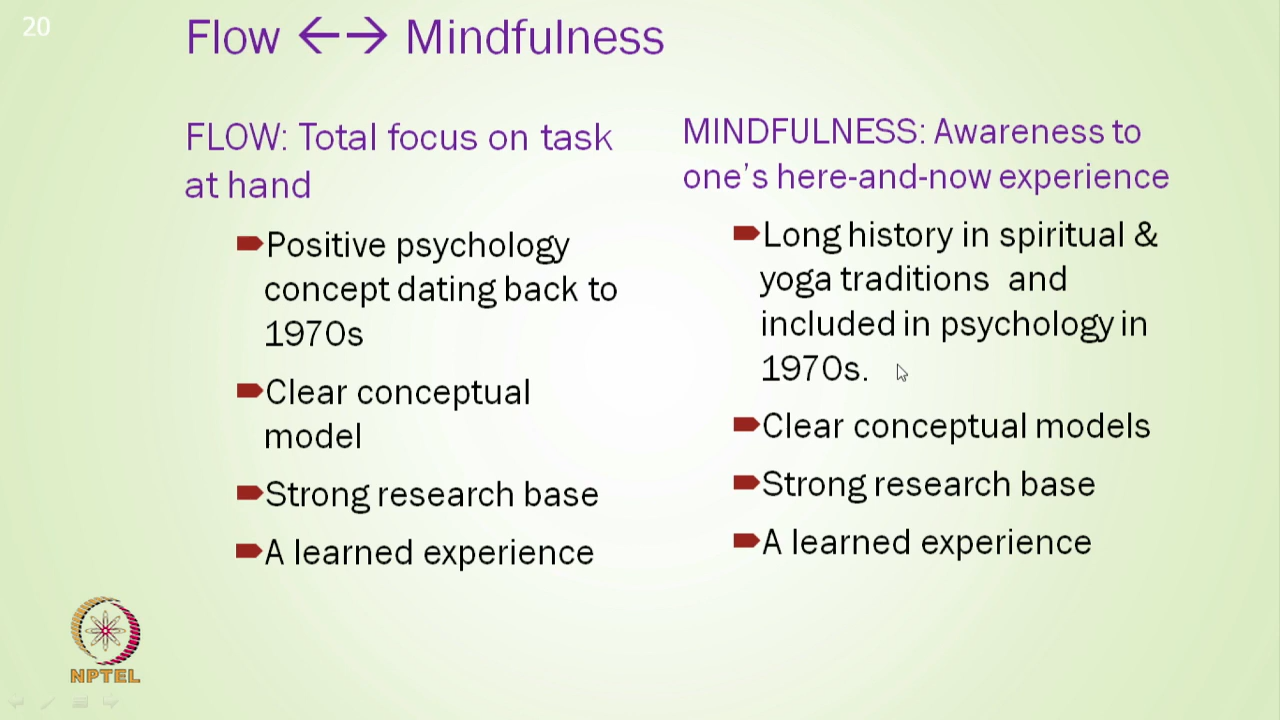 20
Flow ←→ Mindfulness
FLOW: Total focus on task
at hand
Positive psychology
concept dating back to
1970s
Clear conceptual
model
Strong research base
A learned experience
MINDFULNESS: Awareness to
one's here-and-now experience
Long history in spiritual &
yoga traditions and
included in psychology in
1970s.
Clear conceptual models
Strong research base
A learned experience
NPTEL